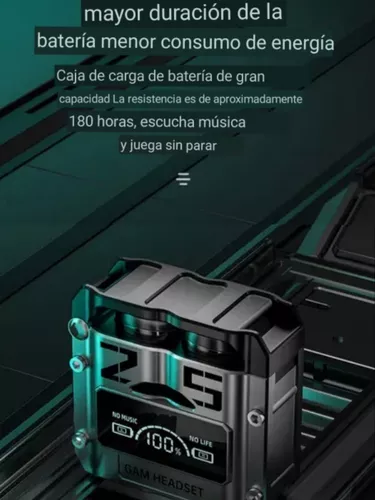 mayor duración de la
batería menor consumo de energía
Caja de carga de batería de gran
capacidad La resistencia es de aproximadamente
180 horas, escucha música
y juega sin parar
NO MUSIC
100%
NO LIFE
GAM HEADSET